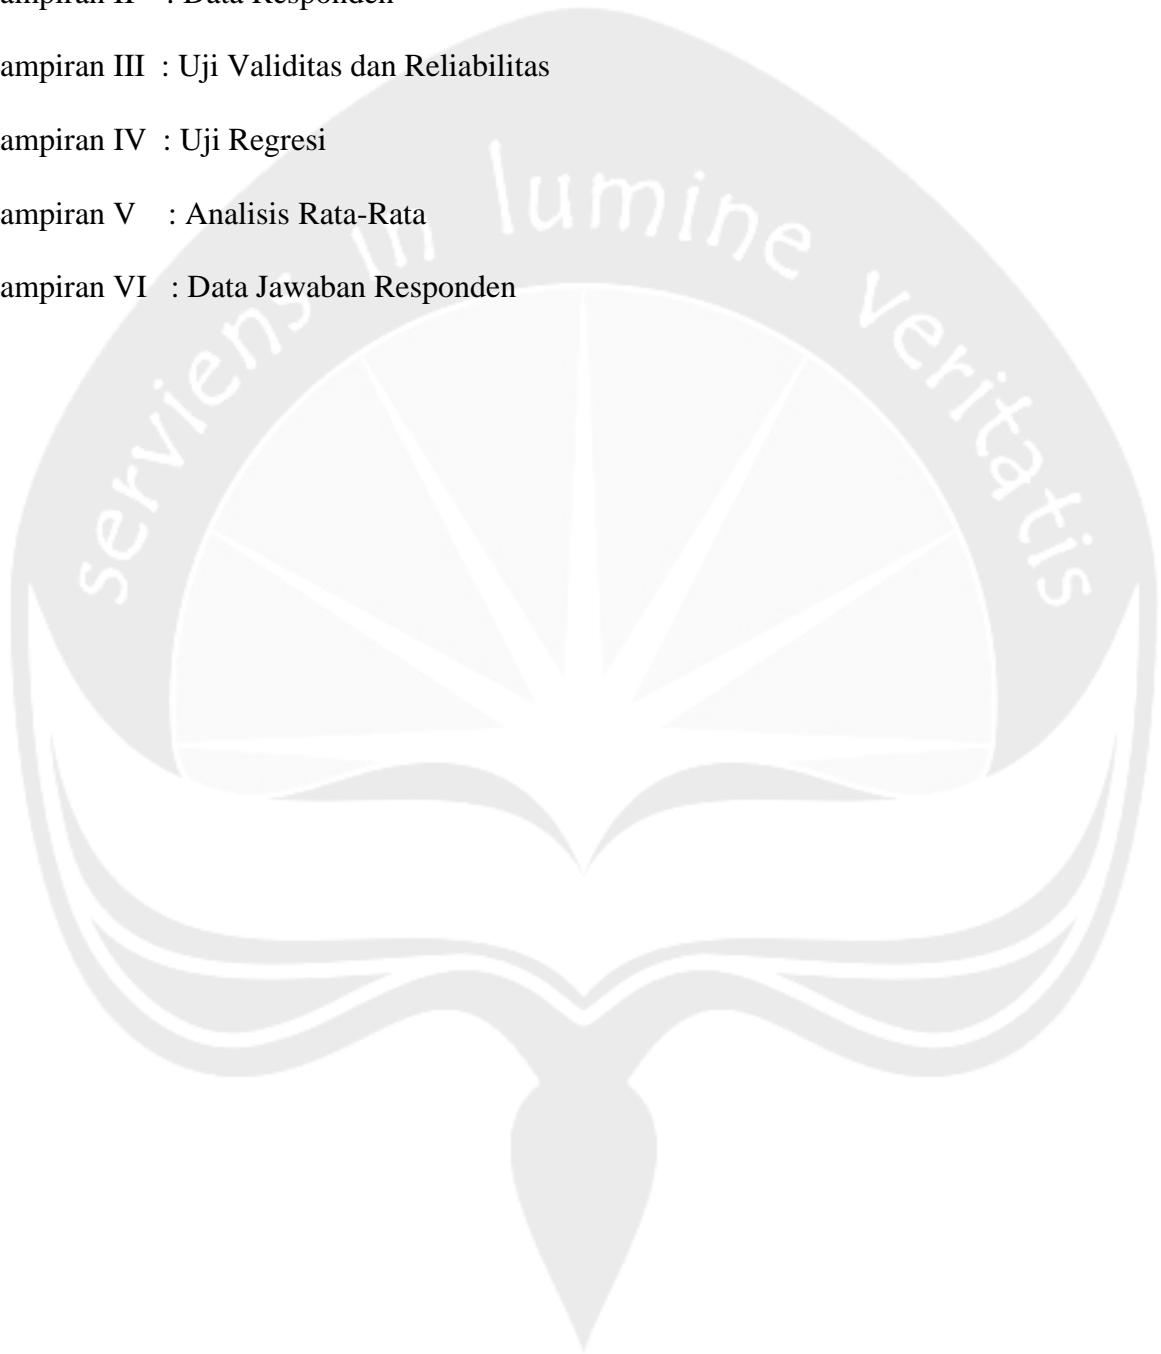 ampiran II : Data Responden
ampiran III : Uji Validitas dan Reliabilitas
ampiran IV : Uji Regresi
ampiran V : Analisis Rata-Rata
ampiran VI : Data Jawaban Responden
serviens in lumine veritatis